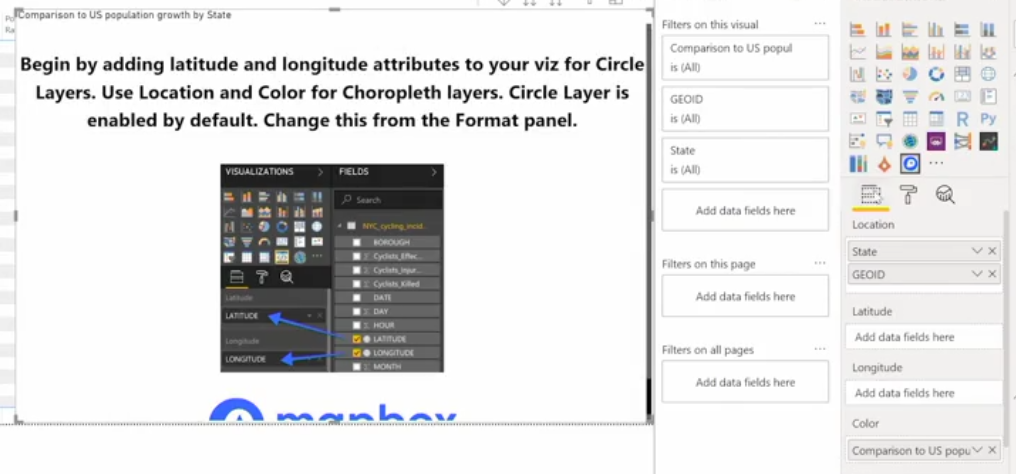 Comparison to US population growth by State
Begin by adding latitude and longitude attributes to your viz for Circle
Layers. Use Location and Color for Choropleth layers. Circle Layer is
enabled by default. Change this from the Format panel.
VISUALIZATIONS
FIELDS
Search
NYC_cycling_incid...
BOROUGH
Cyclists_Effec...
Cyclists_Injur...
Cyclists_Killed
DATE
DAY
HOUR
LATITUDE
LONGITUDE
MONTH
Latitude
LATITUDE
Longitude
LONGITUDE
mapbox
Filters on this visual
Comparison to US popul
is (All)
GEOID
is (All)
State
is (All)
Add data fields here
Filters on this page
Add data fields here
Filters on all pages
Add data fields here
R Py
Location
State
GEOID
Latitude
Add data fields here
Longitude
Add data fields here
Color
Comparison to US popu